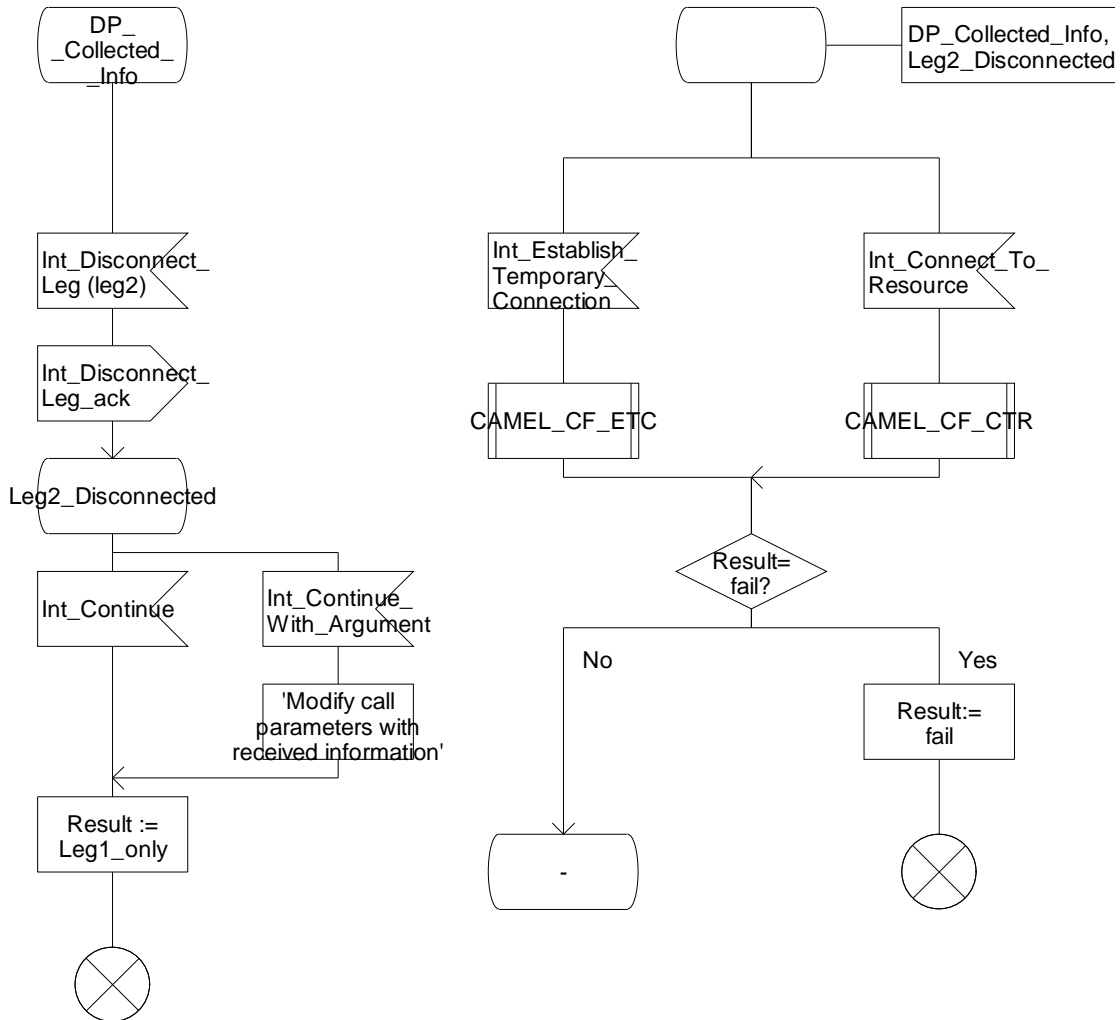 DP_
_Collected_
_Info
Int_Disconnect_
Leg (leg2)
Int_Disconnect_
Leg_ack
Leg2_Disconnected
Int_Continue
Int_Continue_
With_Argument
'Modify call
parameters with
received information'
Result :=
Leg1_only
DP_Collected_Info,
Leg2_Disconnected
Int_Establish_
Temporary_
Connection
Int_Connect_To_
Resource
CAMEL_CF_ETC
CAMEL_CF_CTR
Result=
fail?
No
Yes
Result:=
fail
-